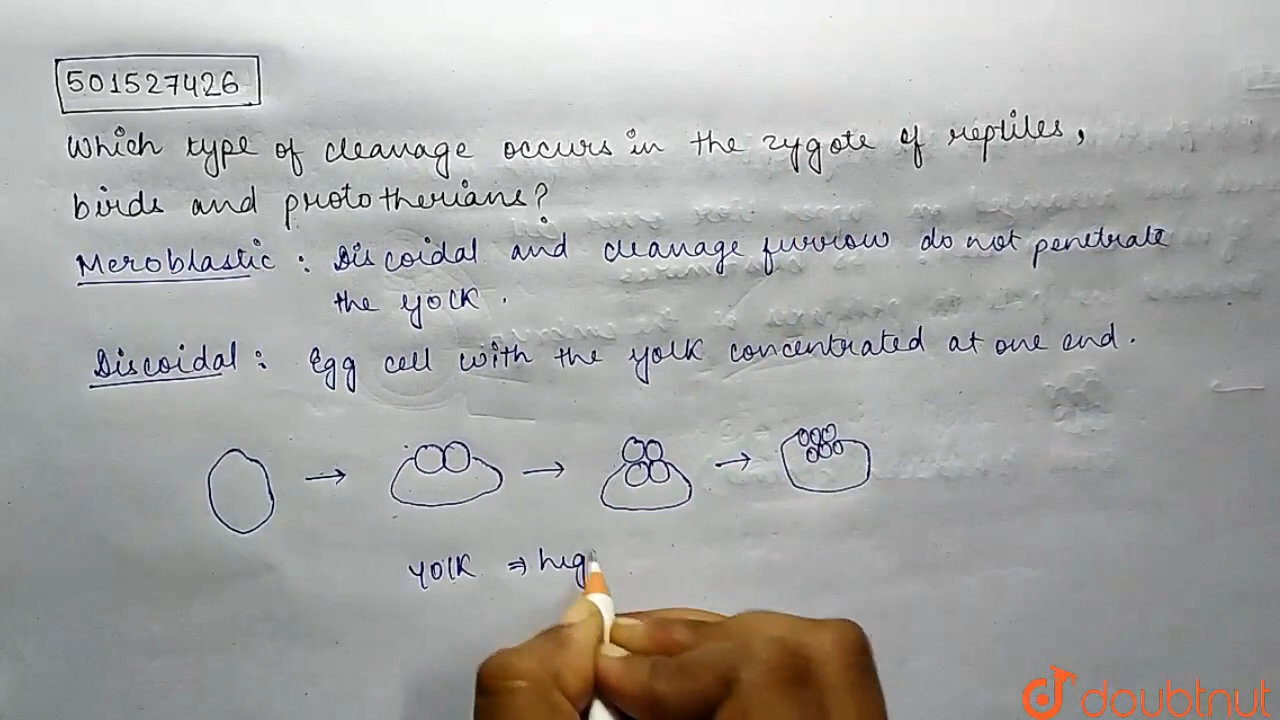 501527426
Which type of cleavage occurs in the zygote of reptiles,
birds and prototherians?
Meroblastic : Discoidal and cleavage furrow do not penetrate
the yolk.
Discoidal : Egg cell with the yolk concentrated at one end.
yolk ⇒ hig
doubtnut